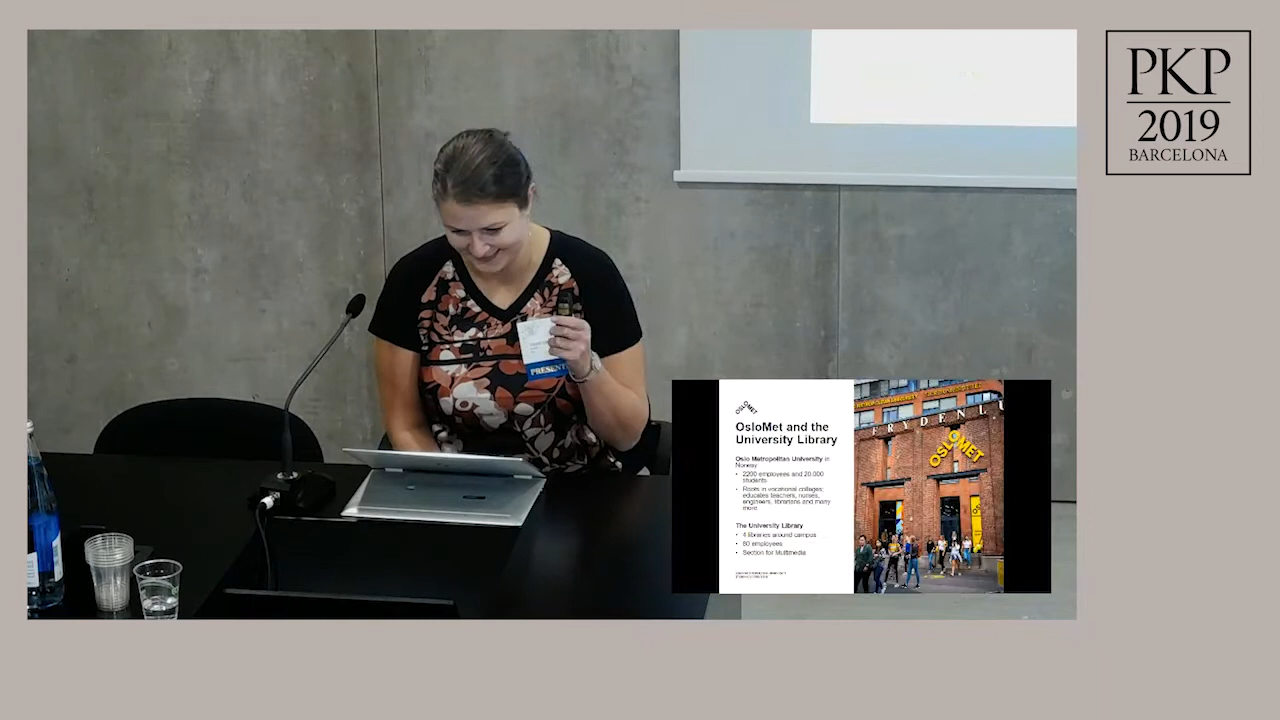 PKP
2019
BARCELONA
PRESENT
OSLOMET
OsloMet and the
University Library
Oslo Metropolitan University in
Norway
• 2200 employees and 20.000
students
• Roots in vocational colleges;
educates teachers, nurses,
engineers, librarians and many
more
The University Library
• 4 libraries around campus
• 80 employees
• Section for Multimedia
FRYDENLU
OSLOMET